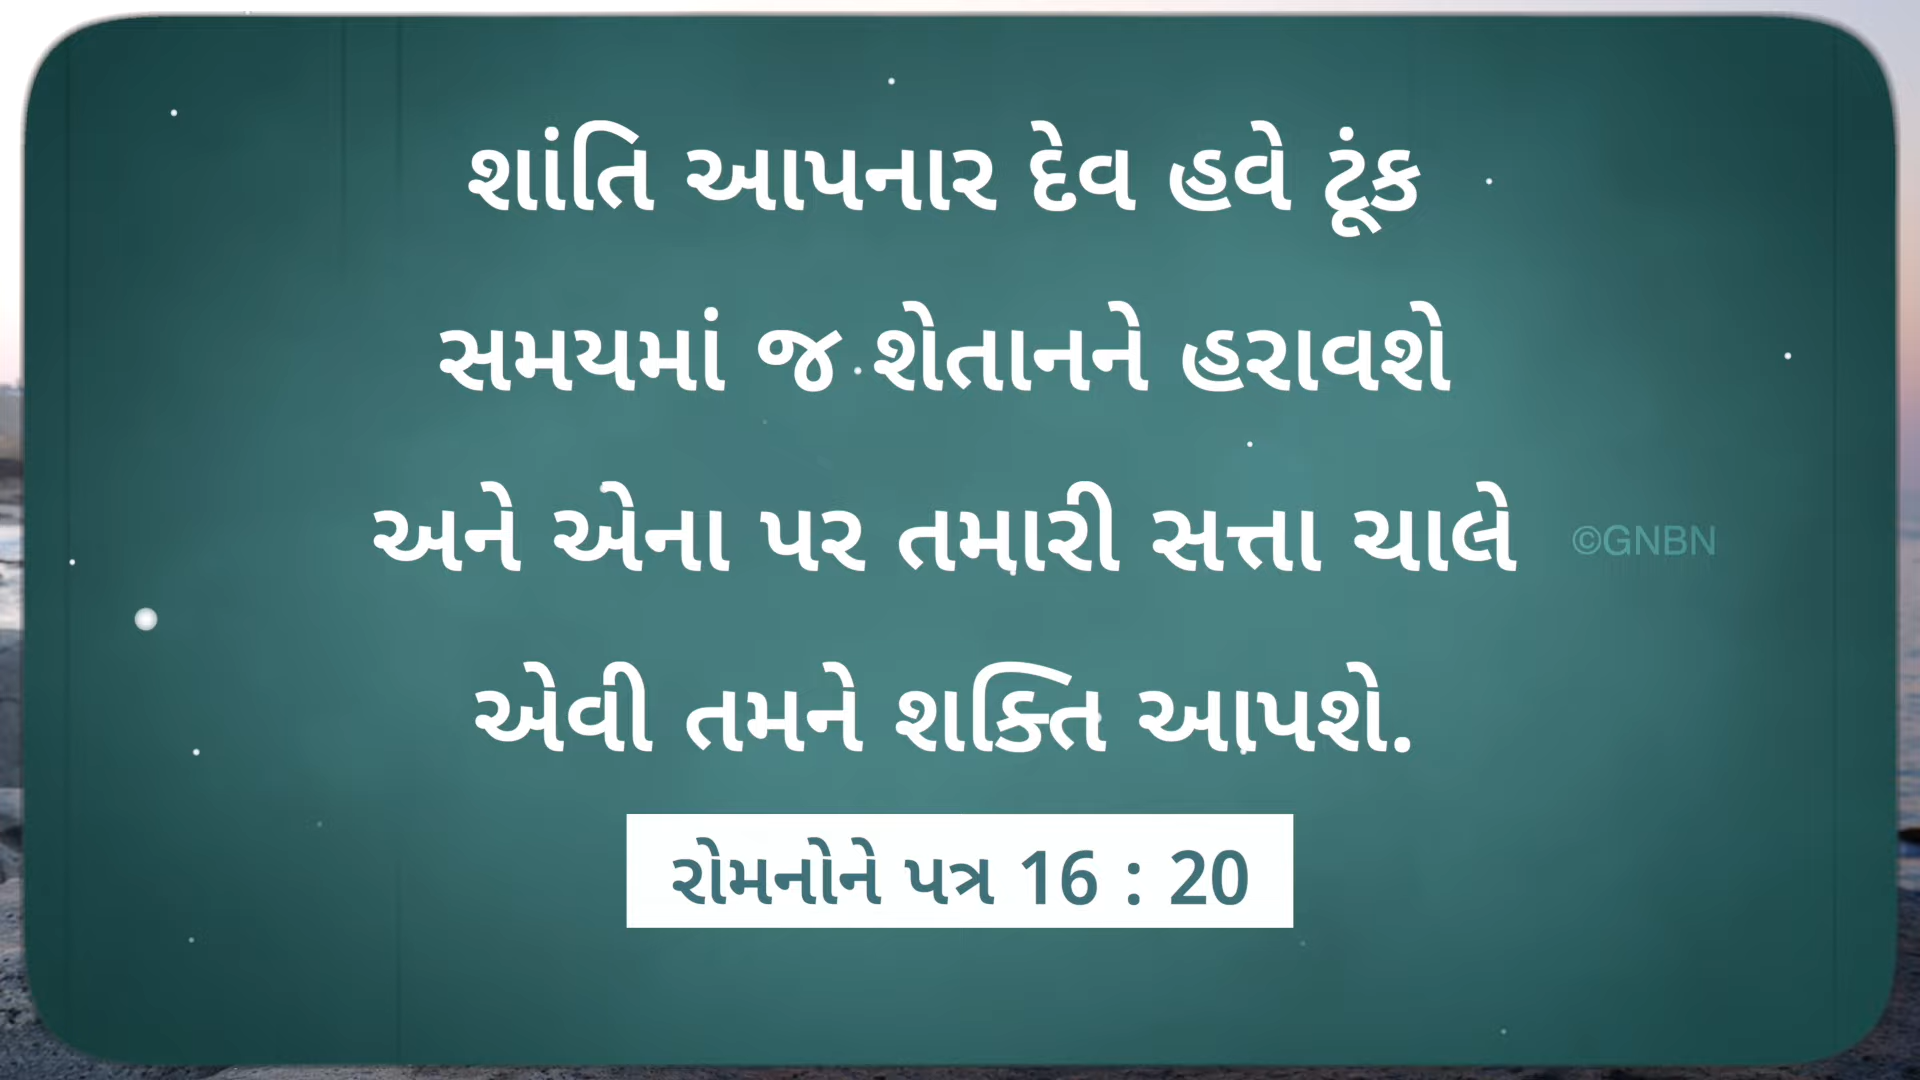 શાંતિ આપનાર દેવ હવે ટૂંક
સમયમાં જ શેતાનને હરાવશે
અને એના પર તમારી સત્તા ચાલે
©GNBN
એવી તમને શક્તિ આપશે.
રોમનોને પત્ર 16 : 20